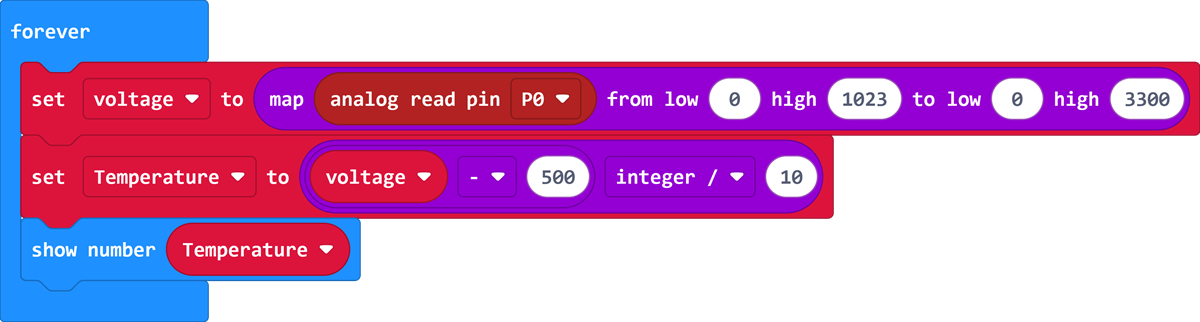 forever
set voltage to map analog read pin P0 from low 0 high 1023 to low 0 high 3300
set Temperature to voltage - 500 integer / 10
show number Temperature